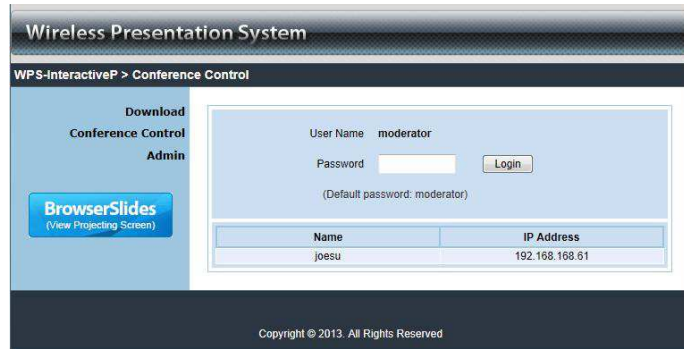 Wireless Presentation System
WPS-InteractiveP > Conference Control
Download
Conference Control
Admin
BrowserSlides
(View Projecting Screen)
User Name moderator
Password Login
(Default password: moderator)
Name IP Address
joesu 192.168.168.61
Copyright © 2013. All Rights Reserved